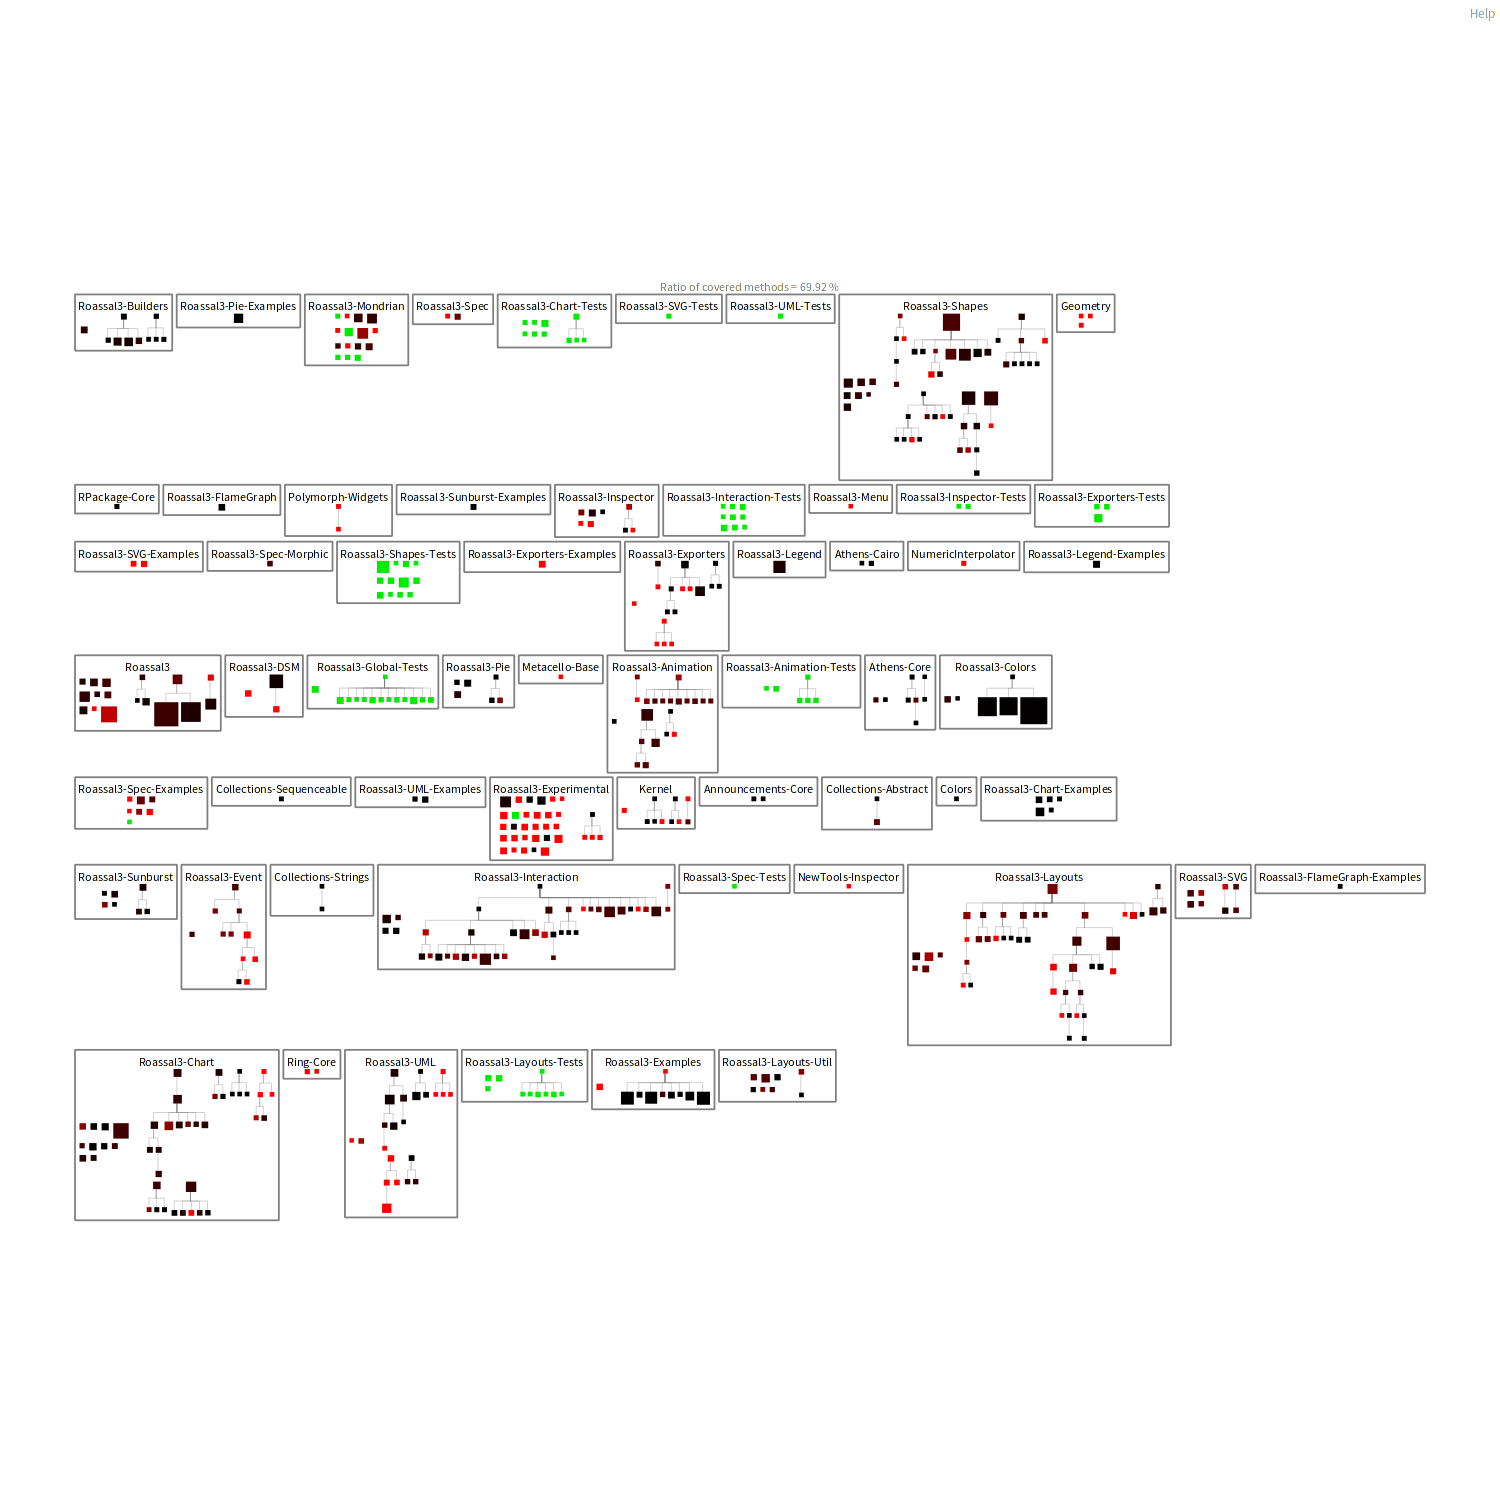 Help
Ratio of covered methods = 69.92 %
Roassal3-Builders
Roassal3-Pie-Examples
Roassal3-Mondrian
Roassal3-Spec
Roassal3-Chart-Tests
Roassal3-SVG-Tests
Roassal3-UML-Tests
Roassal3-Shapes
Geometry
RPackage-Core
Roassal3-FlameGraph
Polymorph-Widgets
Roassal3-Sunburst-Examples
Roassal3-Inspector
Roassal3-Interaction-Tests
Roassal3-Menu
Roassal3-Inspector-Tests
Roassal3-Exporters-Tests
Roassal3-SVG-Examples
Roassal3-Spec-Morphic
Roassal3-Shapes-Tests
Roassal3-Exporters-Examples
Roassal3-Exporters
Roassal3-Legend
Athens-Cairo
NumericInterpolator
Roassal3-Legend-Examples
Roassal3
Roassal3-DSM
Roassal3-Global-Tests
Roassal3-Pie
Metacello-Base
Roassal3-Animation
Roassal3-Animation-Tests
Athens-Core
Roassal3-Colors
Roassal3-Spec-Examples
Collections-Sequenceable
Roassal3-UML-Examples
Roassal3-Experimental
Kernel
Announcements-Core
Collections-Abstract
Colors
Roassal3-Chart-Examples
Roassal3-Sunburst
Roassal3-Event
Collections-Strings
Roassal3-Interaction
Roassal3-Spec-Tests
NewTools-Inspector
Roassal3-Layouts
Roassal3-SVG
Roassal3-FlameGraph-Examples
Roassal3-Chart
Ring-Core
Roassal3-UML
Roassal3-Layouts-Tests
Roassal3-Examples
Roassal3-Layouts-Util